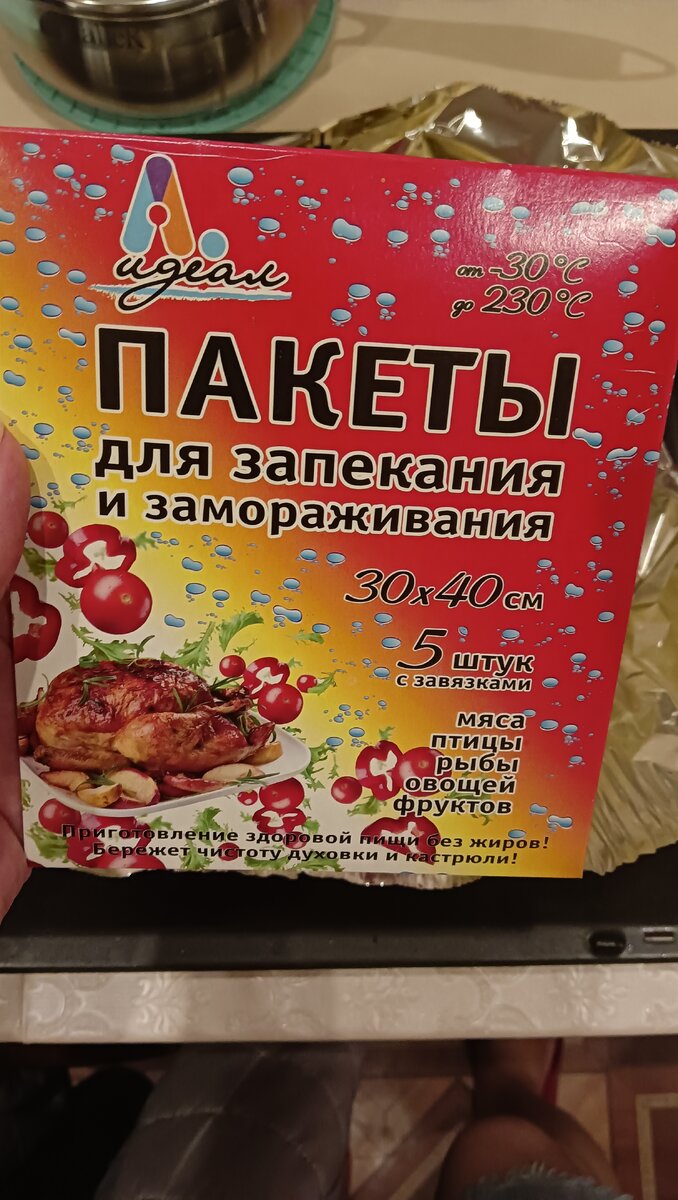 идеал
от -30°C
до 230°C
ПАКЕТЫ
для запекания
и замораживания
30х40 см
5 штук
с завязками
мяса
птицы
рыбы
овощей
фруктов
Приготовление здоровой пищи без жиров!
Бережет чистоту духовки и кастрюли!